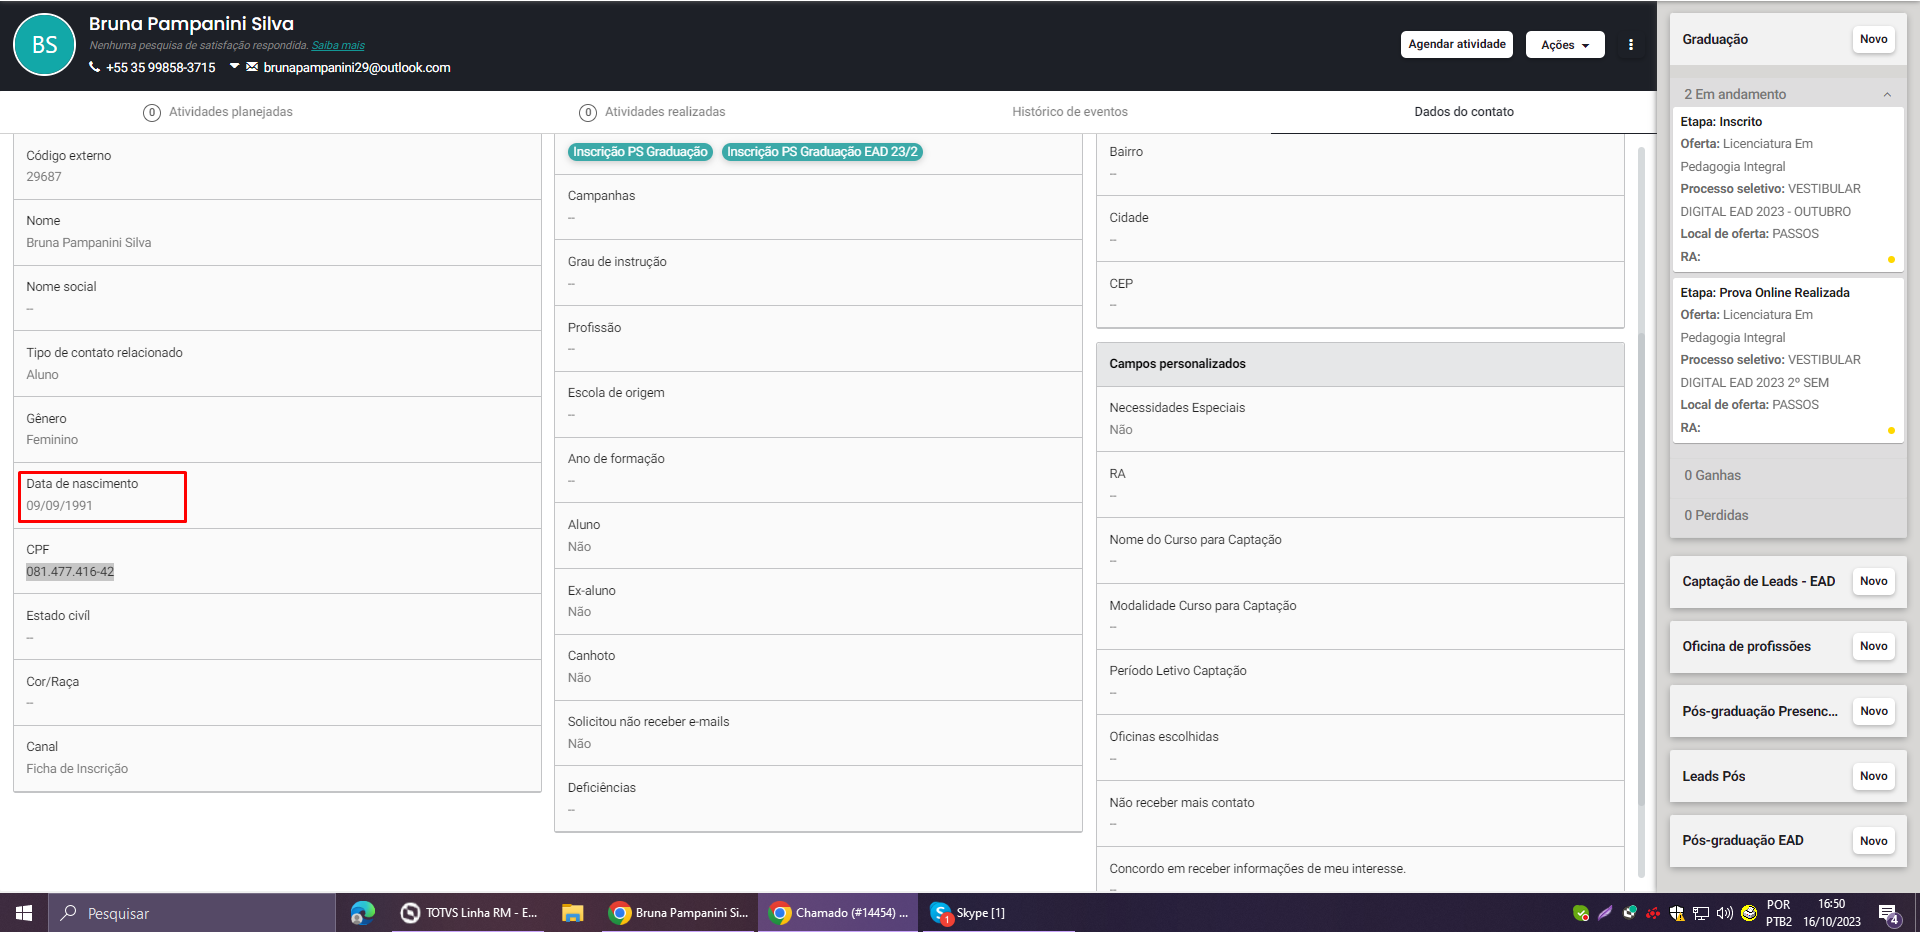 BS
Bruna Pampanini Silva
Nenhuma pesquisa de satisfação respondida. Saiba mais
+55 35 99858-3715 brunapampanini29@outlook.com
Agendar atividade
Ações
0 Atividades planejadas
0 Atividades realizadas
Histórico de eventos
Dados do contato
Código externo
29687
Nome
Bruna Pampanini Silva
Nome social
--
Tipo de contato relacionado
Aluno
Gênero
Feminino
Data de nascimento
09/09/1991
CPF
081.477.416-42
Estado civíl
--
Cor/Raça
--
Canal
Ficha de Inscrição
Inscrição PS Graduação Inscrição PS Graduação EAD 23/2
Campanhas
--
Grau de instrução
--
Profissão
--
Escola de origem
--
Ano de formação
--
Aluno
Não
Ex-aluno
Não
Canhoto
Não
Solicitou não receber e-mails
Não
Deficiências
--
Bairro
--
Cidade
--
CEP
--
Campos personalizados
Necessidades Especiais
Não
RA
--
Nome do Curso para Captação
--
Modalidade Curso para Captação
--
Período Letivo Captação
--
Oficinas escolhidas
--
Não receber mais contato
--
Concordo em receber informações de meu interesse.
--
Graduação Novo
2 Em andamento
Etapa: Inscrito
Oferta: Licenciatura Em
Pedagogia Integral
Processo seletivo: VESTIBULAR
DIGITAL EAD 2023 - OUTUBRO
Local de oferta: PASSOS
RA:
Etapa: Prova Online Realizada
Oferta: Licenciatura Em
Pedagogia Integral
Processo seletivo: VESTIBULAR
DIGITAL EAD 2023 2º SEM
Local de oferta: PASSOS
RA:
0 Ganhas
0 Perdidas
Captação de Leads - EAD Novo
Oficina de profissões Novo
Pós-graduação Presenc... Novo
Leads Pós Novo
Pós-graduação EAD Novo
Pesquisar
TOTVS Linha RM - E...
Bruna Pampanini Si...
Chamado (#14454) ...
1
Skype [1]
POR
PTB2
16:50
16/10/2023
4